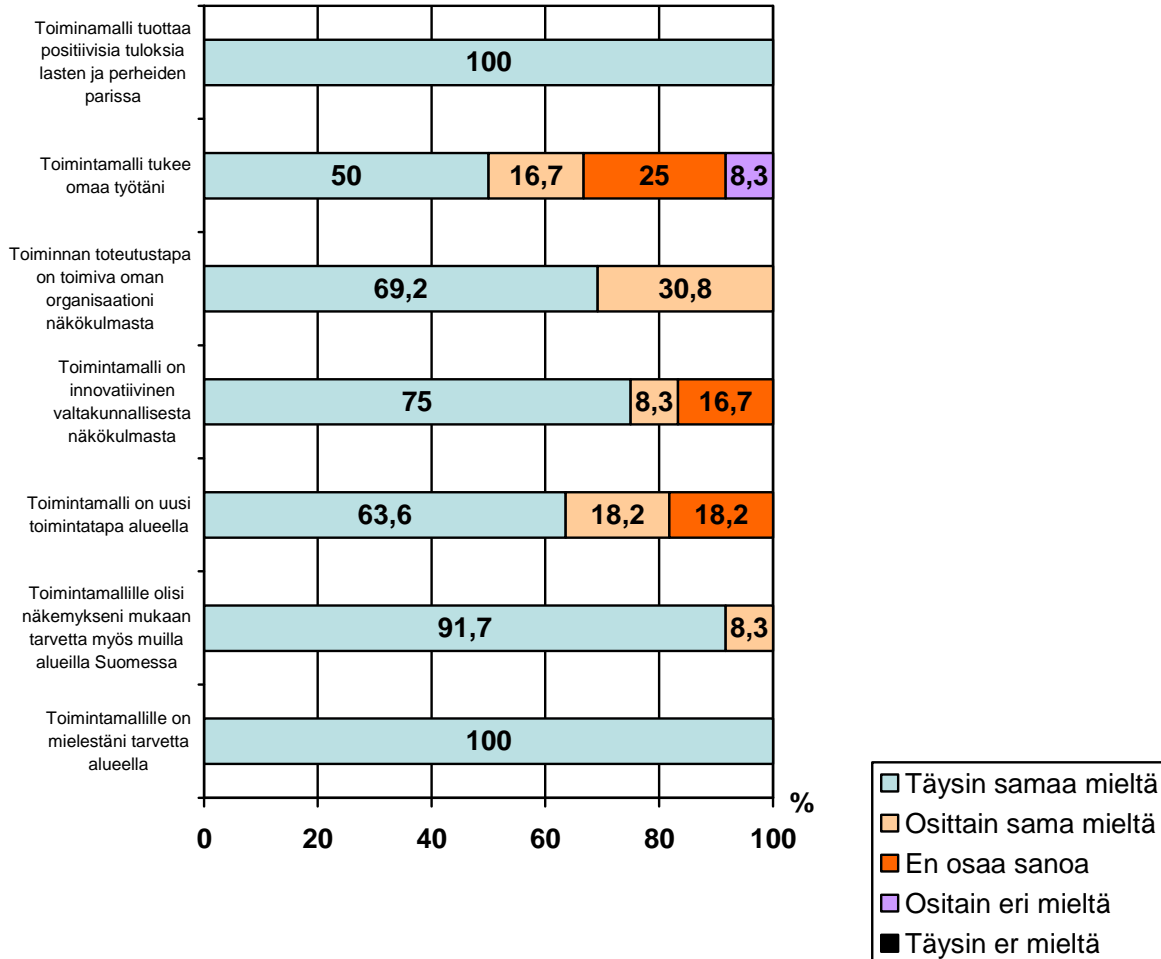 Toiminamalli tuottaa
positiivisia tuloksia
lasten ja perheiden
parissa
100
Toimintamalli tukee
omaa työtäni
50
16,7
25
8,3
Toiminnan toteutustapa
on toimiva oman
organisaationi
näkökulmasta
69,2
30,8
Toimintamalli on
innovatiivinen
valtakunnallisesta
näkökulmasta
75
8,3
16,7
Toimintamalli on uusi
toimintatapa alueella
63,6
18,2
18,2
Toimintamallille olisi
näkemykseni mukaan
tarvetta myös muilla
alueilla Suomessa
91,7
8,3
Toimintamallille on
mielestäni tarvetta
alueella
100
%
0 20 40 60 80 100
Täysin samaa mieltä
Osittain sama mieltä
En osaa sanoa
Ositain eri mieltä
Täysin er mieltä